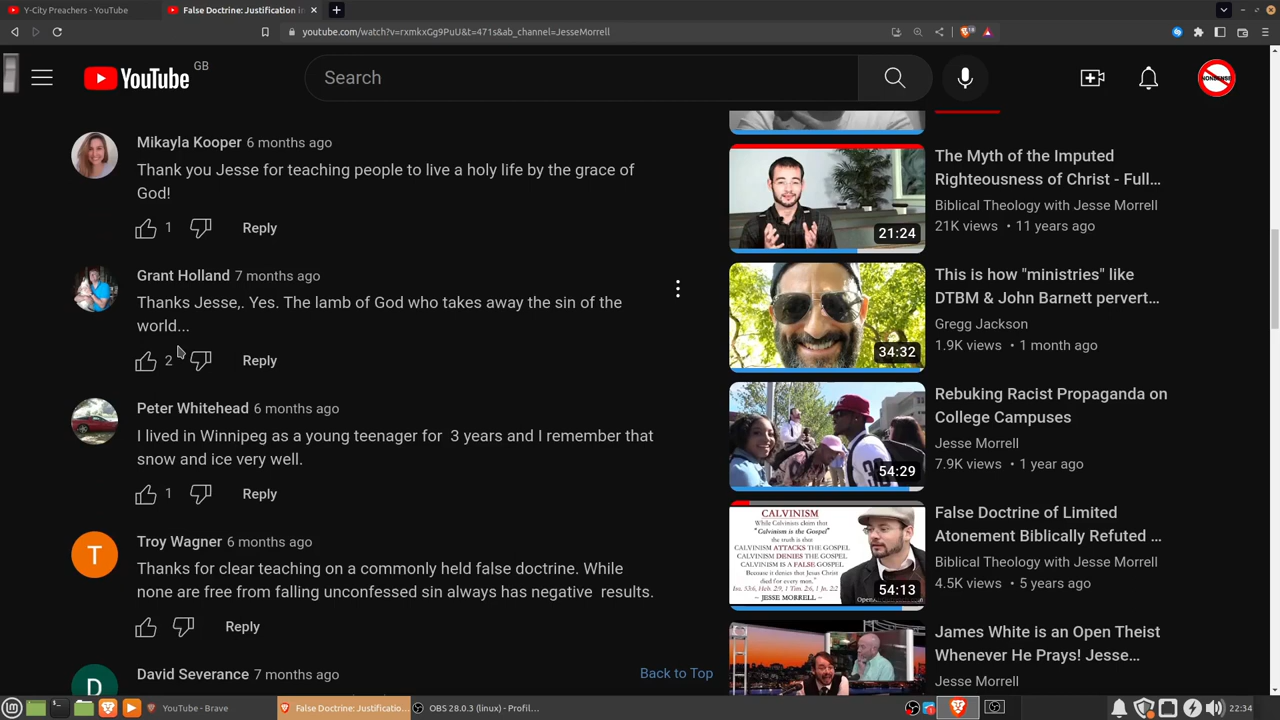 Y-City Preachers - YouTube
False Doctrine: Justification in
youtube.com/watch?v=rxmkxGg9PuU&t=471s&ab_channel=JesseMorrell
YouTube GB
Search
NONSENSE
Mikayla Kooper 6 months ago
Thank you Jesse for teaching people to live a holy life by the grace of
God!
1 Reply
Grant Holland 7 months ago
Thanks Jesse,. Yes. The lamb of God who takes away the sin of the
world...
2 Reply
Peter Whitehead 6 months ago
I lived in Winnipeg as a young teenager for 3 years and I remember that
snow and ice very well.
1 Reply
T
Troy Wagner 6 months ago
Thanks for clear teaching on a commonly held false doctrine. While
none are free from falling unconfessed sin always has negative results.
Reply
D
David Severance 7 months ago
Back to Top
21:24
The Myth of the Imputed
Righteousness of Christ - Full...
Biblical Theology with Jesse Morrell
21K views • 11 years ago
34:32
This is how "ministries" like
DTBM & John Barnett pervert...
Gregg Jackson
1.9K views • 1 month ago
54:29
Rebuking Racist Propaganda on
College Campuses
Jesse Morrell
7.9K views • 1 year ago
CALVINISM
While Calvinists claim that
"Calvinism is the Gospel"
the truth is that
CALVINISM ATTACKS THE GOSPEL
CALVINISM DENIES THE GOSPEL
CALVINISM IS A FALSE GOSPEL
Because it denies that Jesus Christ
died for every man.
Isa. 53:6, Heb. 2:9, 1 Tim. 2:6, 1 Jn. 2:2
~ JESSE MORRELL ~
54:13
False Doctrine of Limited
Atonement Biblically Refuted ...
Biblical Theology with Jesse Morrell
4.5K views • 5 years ago
James White is an Open Theist
Whenever He Prays! Jesse...
Jesse Morrell
YouTube - Brave
False Doctrine: Justificatio...
OBS 28.0.3 (linux) - Profil...
22:34